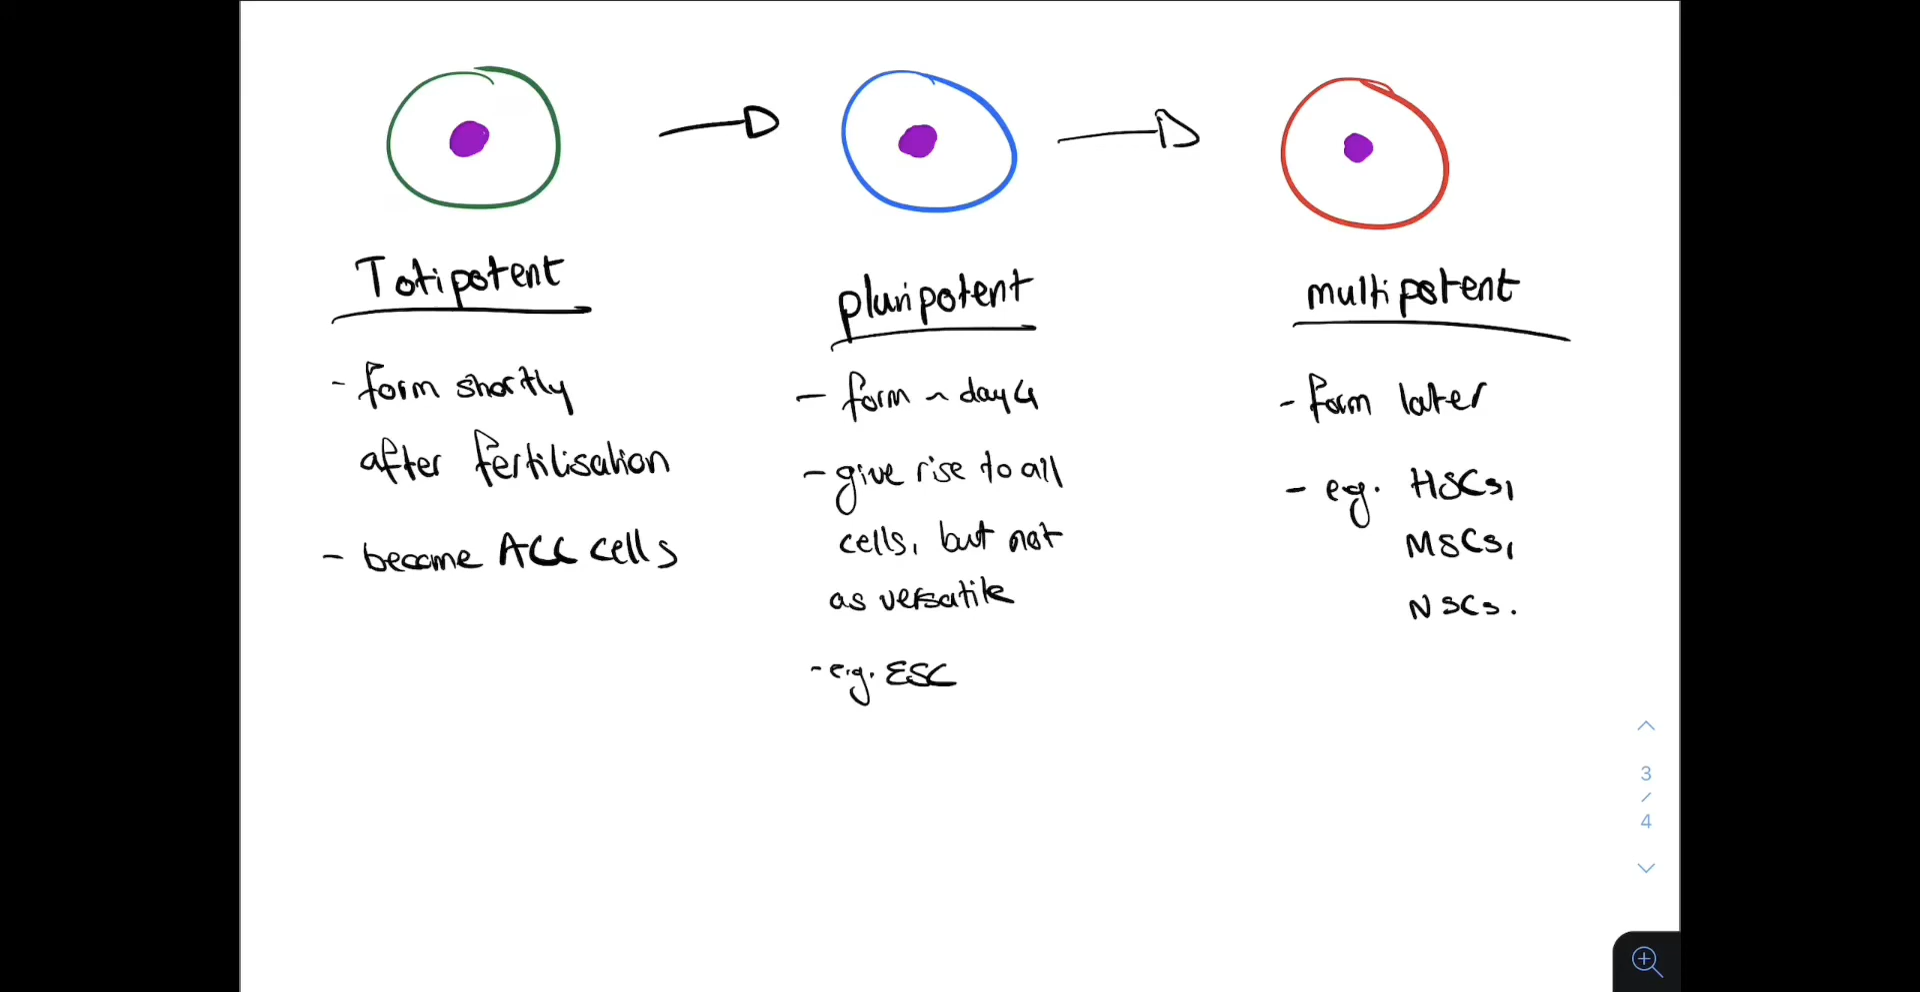 Totipotent
- form shortly
after fertilisation
- become ALL cells
pluripotent
- form ~ day 4
- give rise to all
cells, but not
as versatile
- e.g. ESC
multipotent
- form later
- eg. HSCs,
MSCs,
NSCs.
3
/
4